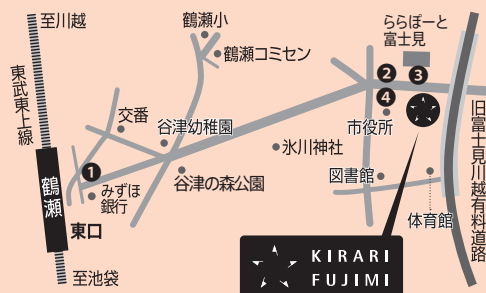 至川越
東武東上線
鶴瀬
東口
至池袋
❶
みずほ
銀行
交番
谷津幼稚園
谷津の森公園
鶴瀬小
鶴瀬コミセン
氷川神社
ららぽーと
富士見
❷
❸
❹
市役所
図書館
体育館
旧富士見川越有料道路
KIRARI
FUJIMI